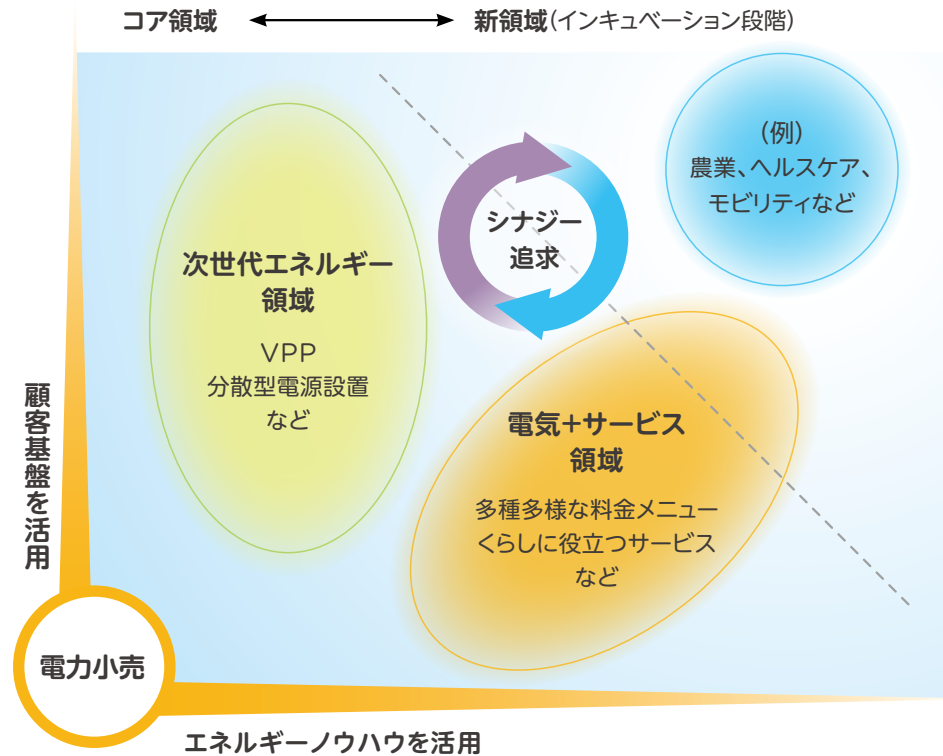 コア領域
新領域(インキュベーション段階)
(例)
農業、ヘルスケア、
モビリティなど
シナジー
追求
次世代エネルギー
領域
VPP
分散型電源設置
など
電気+サービス
領域
多種多様な料金メニュー
くらしに役立つサービス
など
顧客基盤を活用
電力小売
エネルギーノウハウを活用